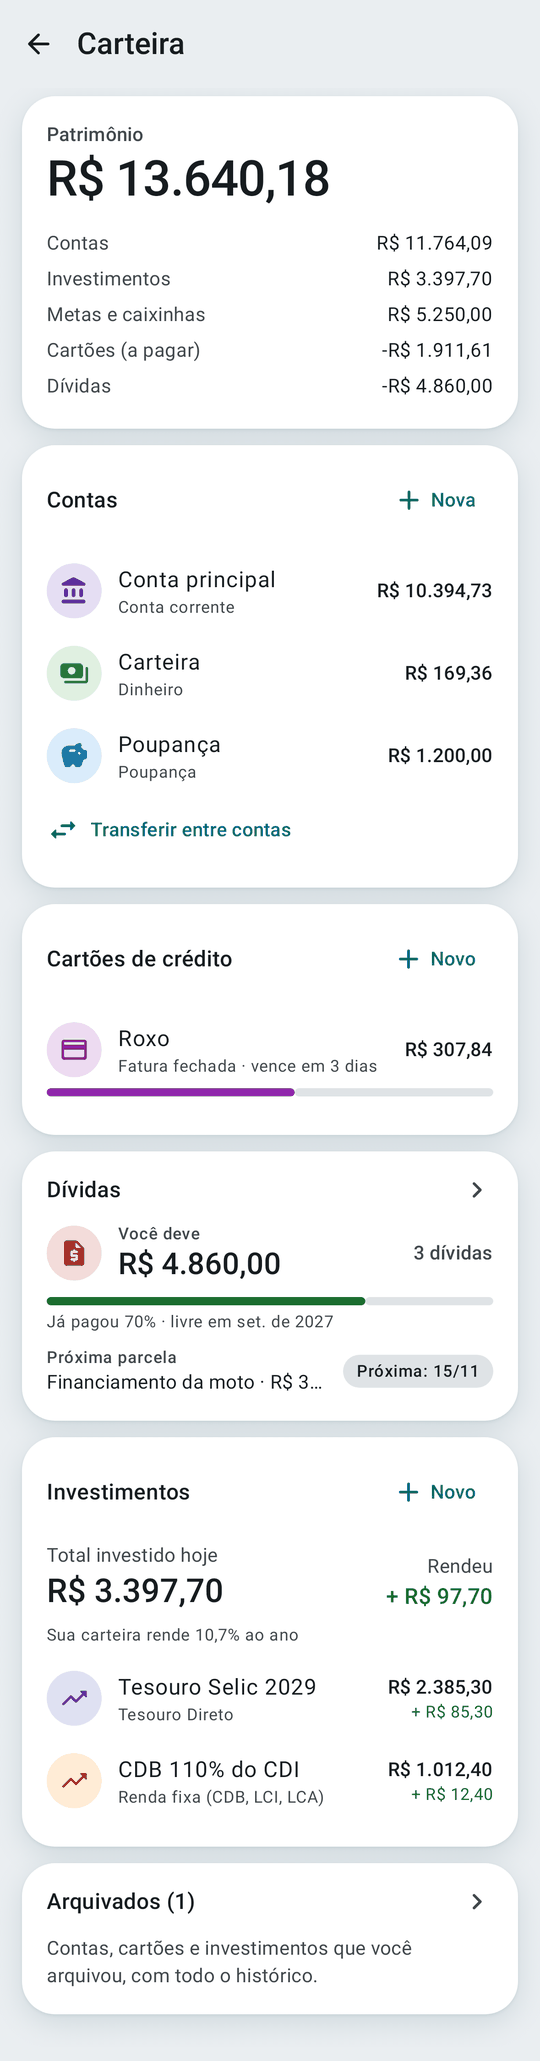 Carteira
Patrimônio
R$ 13.640,18
Contas R$ 11.764,09
Investimentos R$ 3.397,70
Metas e caixinhas R$ 5.250,00
Cartões (a pagar) -R$ 1.911,61
Dívidas -R$ 4.860,00
Contas Nova
Conta principal
Conta corrente
R$ 10.394,73
Carteira
Dinheiro
R$ 169,36
Poupança
Poupança
R$ 1.200,00
Transferir entre contas
Cartões de crédito Novo
Roxo
Fatura fechada · vence em 3 dias
R$ 307,84
Dívidas
Você deve
R$ 4.860,00
3 dívidas
Já pagou 70% · livre em set. de 2027
Próxima parcela
Financiamento da moto · R$ 3...
Próxima: 15/11
Investimentos Novo
Total investido hoje
R$ 3.397,70
Rendeu
+ R$ 97,70
Sua carteira rende 10,7% ao ano
Tesouro Selic 2029
Tesouro Direto
R$ 2.385,30
+ R$ 85,30
CDB 110% do CDI
Renda fixa (CDB, LCI, LCA)
R$ 1.012,40
+ R$ 12,40
Arquivados (1)
Contas, cartões e investimentos que você
arquivou, com todo o histórico.